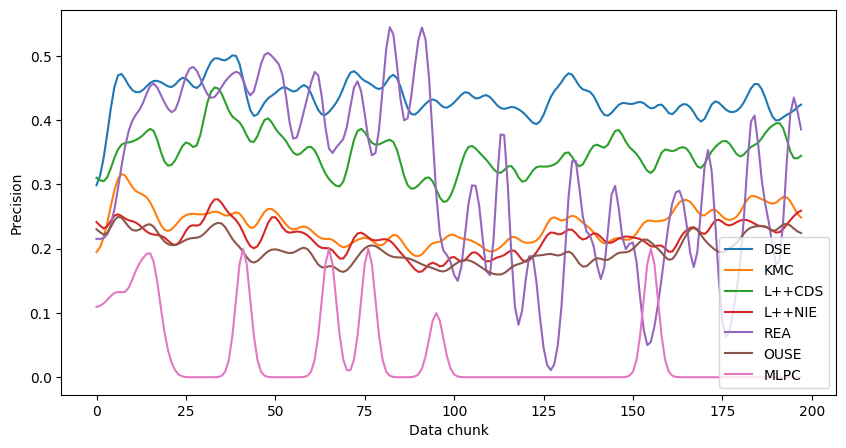 Precision
0.5
0.4
0.3
0.2
0.1
0.0
0
25
50
75
100
125
150
175
200
Data chunk
DSE
KMC
L++CDS
L++NIE
REA
OUSE
MLPC